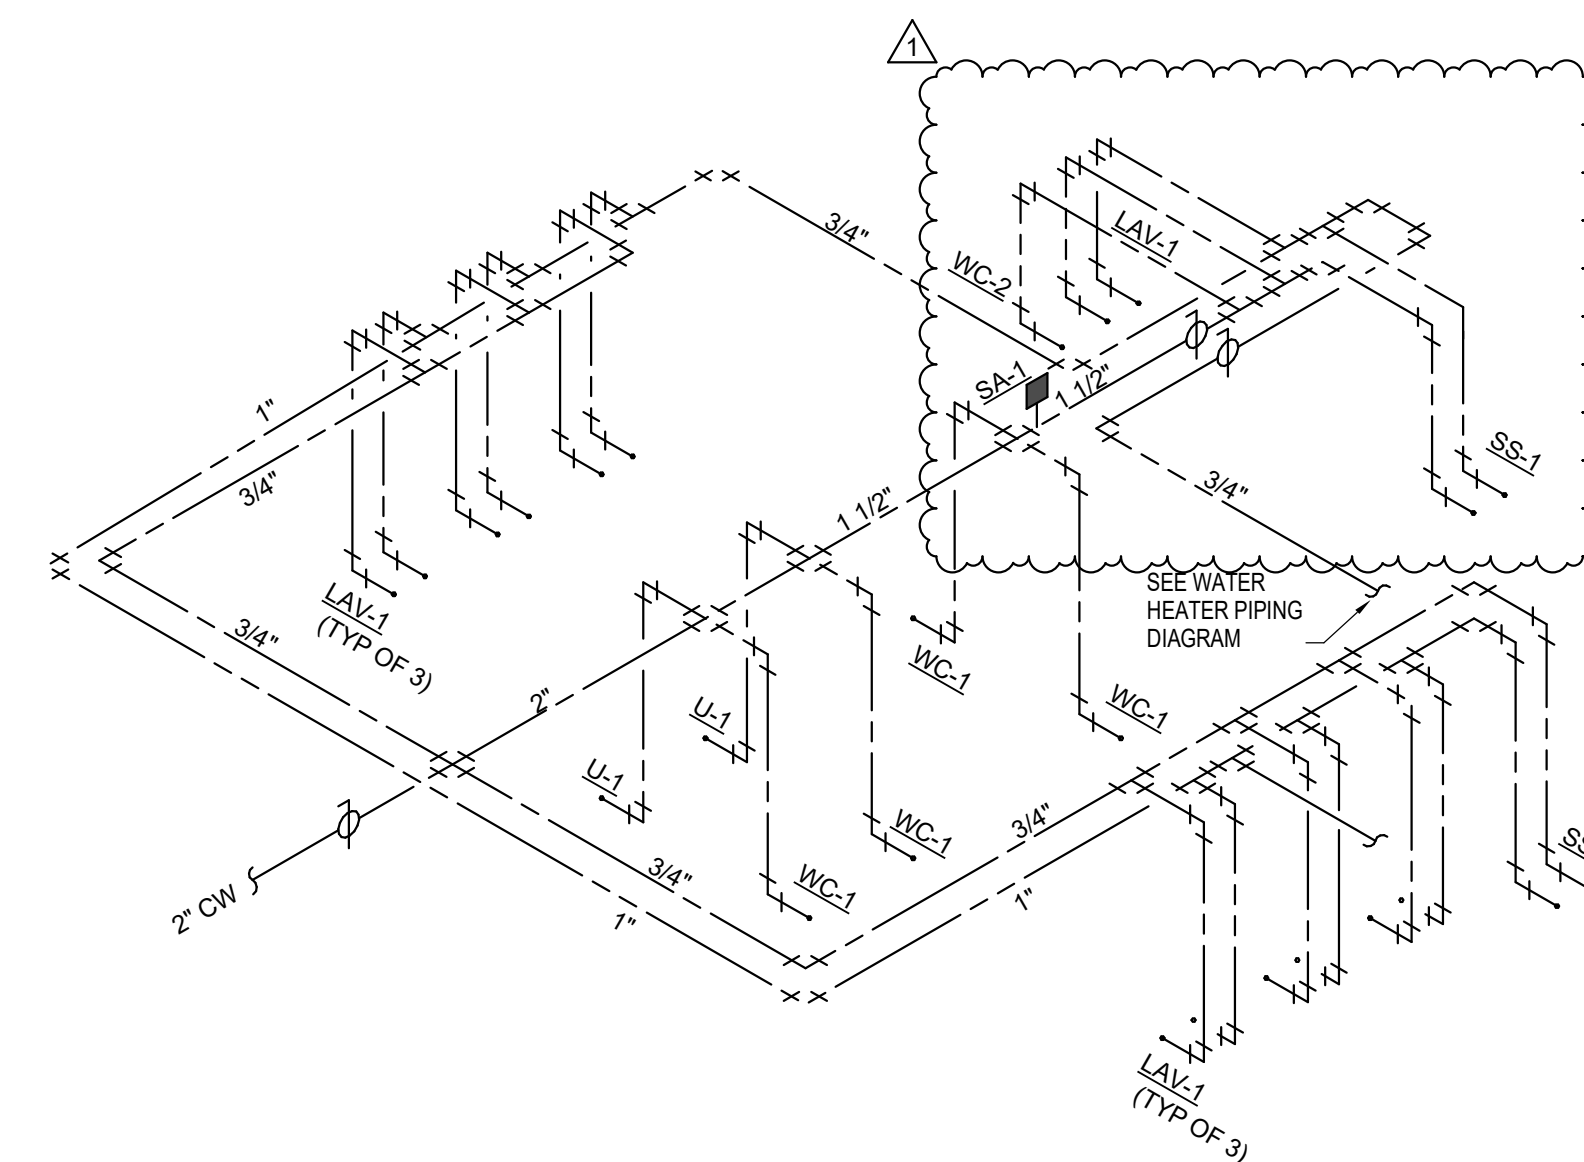 1
3/4"
LAV-1
WC-2
SA-1
1 1/2"
1"
3/4"
SS-1
3/4"
1 1/2"
SEE WATER
HEATER PIPING
DIAGRAM
LAV-1
(TYP OF 3)
3/4"
WC-1
WC-1
2"
U-1
U-1
WC-1
3/4"
WC-1
3/4"
1"
1"
2" CW
LAV-1
(TYP OF 3)